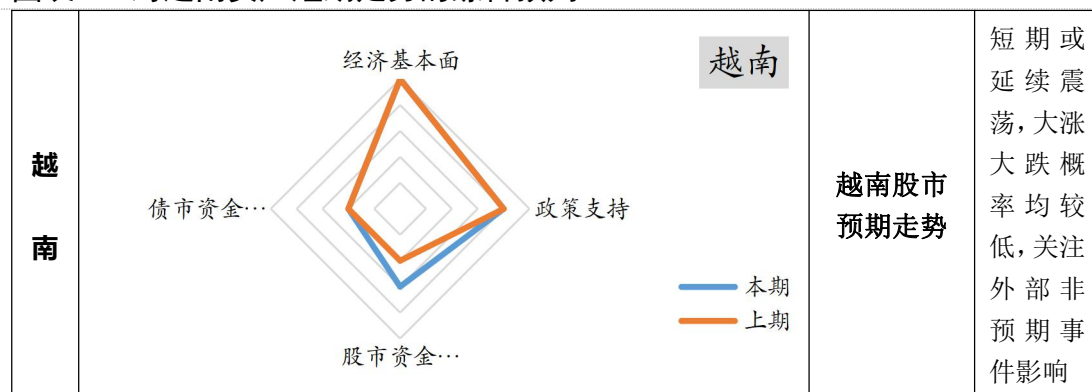 越
南
经济基本面
越南
债市资金…
政策支持
本期
上期
股市资金…
越南股市
预期走势
短期或
延续震
荡，大涨
大跌概
率均较
低，关注
外部非
预期事
件影响